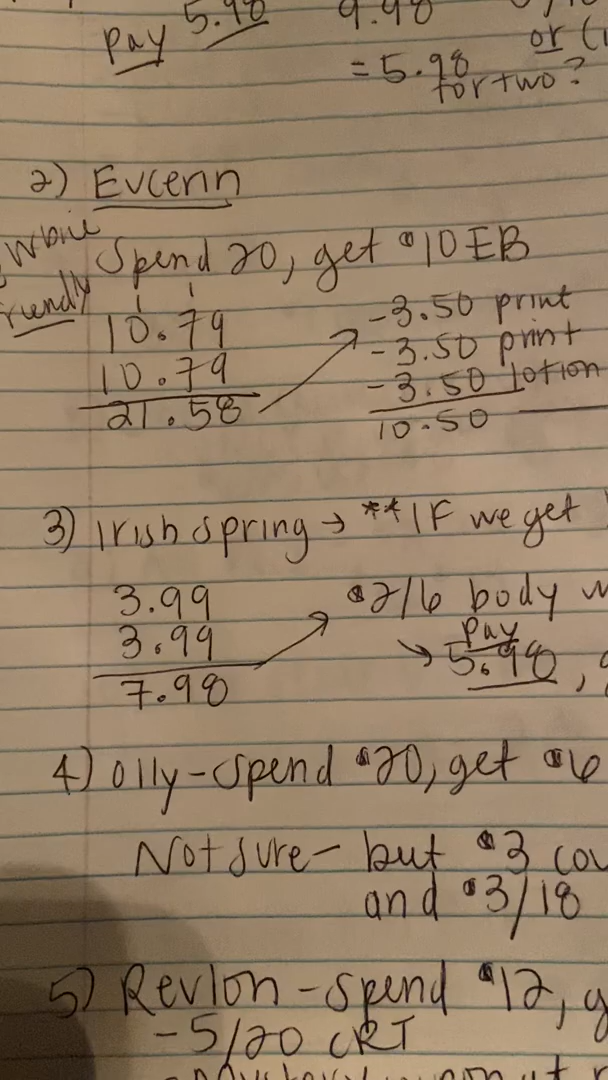 Pay 5.98 9.98
= 5.98 or
for two?
2) Eucerin
Spend 20, get $10 EB
10.79
10.79
21.58
-3.50 print
-3.50 print
-3.50 lotion
10.50
3) Irish Spring → **IF we get
3.99
3.99
7.98
$2/6 body
pay
→ 5.98,
4) Olly - Spend $20, get $6
Not sure - but $3
and $3/18
5) Revlon - Spend $12,
-5/20 CRT